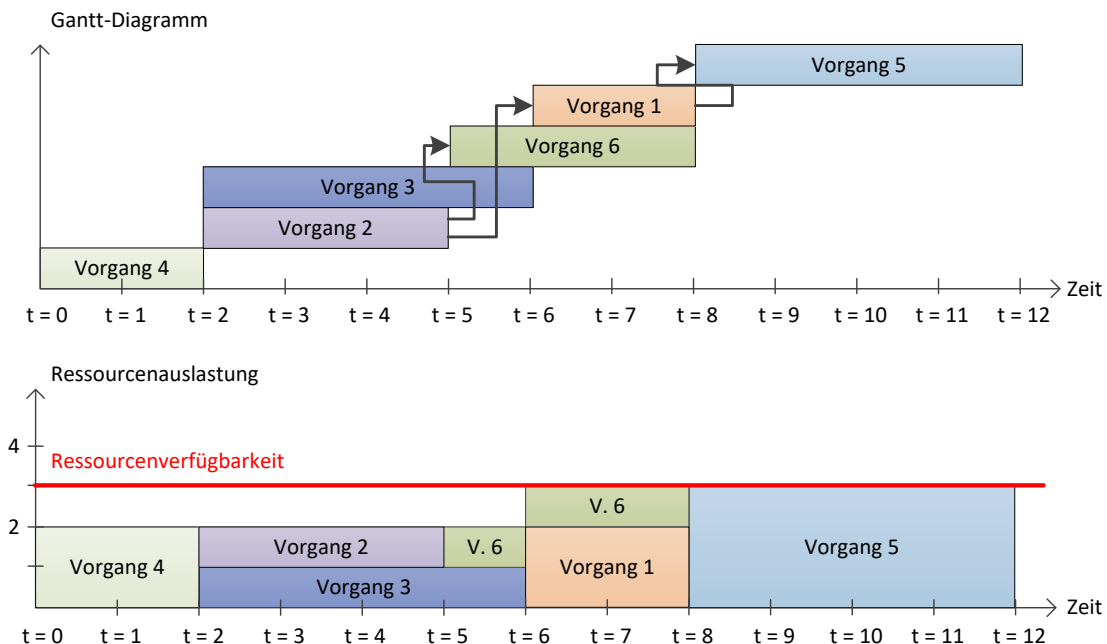 Gantt-Diagramm
Vorgang 5
Vorgang 1
Vorgang 6
Vorgang 3
Vorgang 2
Vorgang 4
Zeit
t = 0 t = 1 t = 2 t = 3 t = 4 t = 5 t = 6 t = 7 t = 8 t = 9 t = 10 t = 11 t = 12
Ressourcenauslastung
4
Ressourcenverfügbarkeit
V. 6
2
Vorgang 2 V. 6
Vorgang 4 Vorgang 1 Vorgang 5
Vorgang 3
Zeit
t = 0 t = 1 t = 2 t = 3 t = 4 t = 5 t = 6 t = 7 t = 8 t = 9 t = 10 t = 11 t = 12